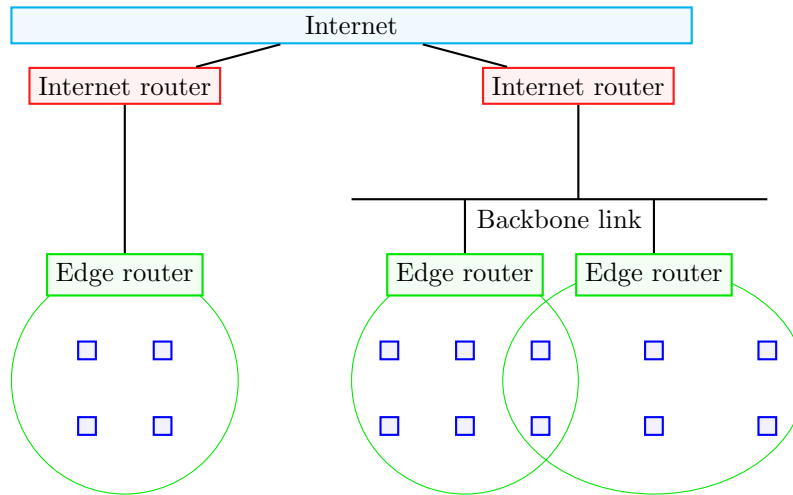 Internet
Internet router
Internet router
Backbone link
Edge router
Edge router
Edge router